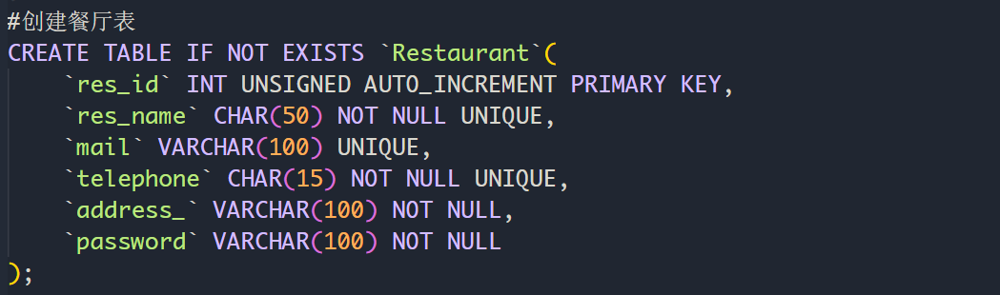 #创建餐厅表
CREATE TABLE IF NOT EXISTS `Restaurant`(
    `res_id` INT UNSIGNED AUTO_INCREMENT PRIMARY KEY,
    `res_name` CHAR(50) NOT NULL UNIQUE,
    `mail` VARCHAR(100) UNIQUE,
    `telephone` CHAR(15) NOT NULL UNIQUE,
    `address_` VARCHAR(100) NOT NULL,
    `password` VARCHAR(100) NOT NULL
);